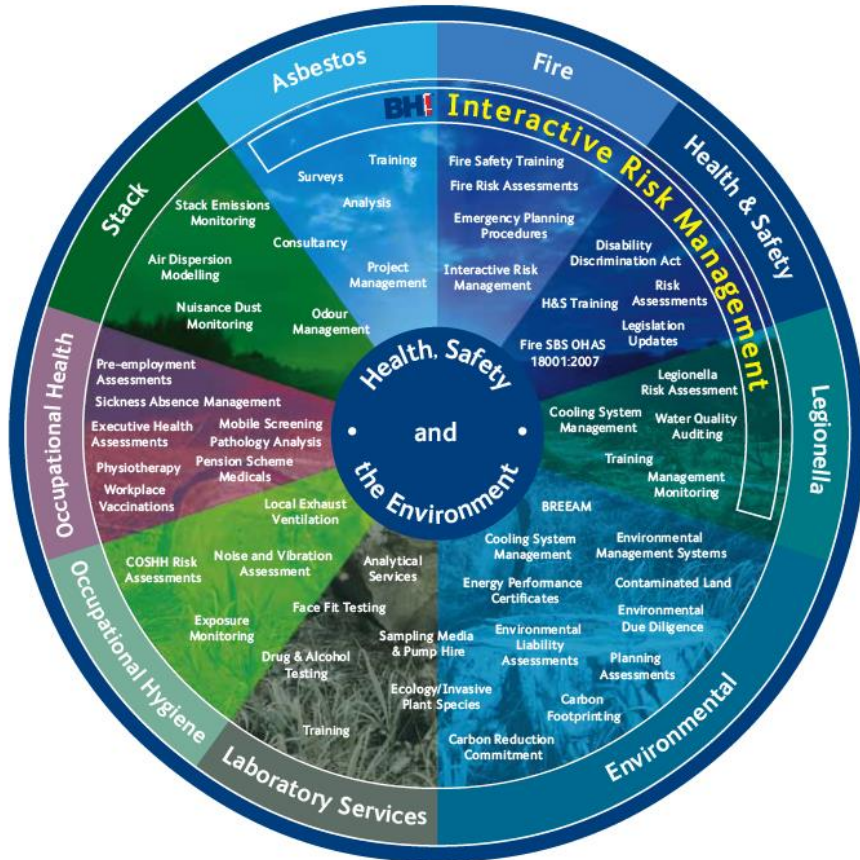 Asbestos
Fire
Health & Safety
Legionella
Environmental
Laboratory Services
Occupational Hygiene
Occupational Health
Stack
BH! Interactive Risk Management
Health, Safety
and
the Environment
Training
Surveys
Analysis
Consultancy
Project
Management
Fire Safety Training
Fire Risk Assessments
Emergency Planning
Procedures
Interactive Risk
Management
Disability
Discrimination Act
Risk
Assessments
H&S Training
Legislation
Updates
Fire SBS OHAS
18001:2007
Legionella
Risk Assessment
Cooling System
Management
Water Quality
Auditing
Training
Management
Monitoring
BREEAM
Cooling System
Management
Environmental
Management Systems
Energy Performance
Certificates
Contaminated Land
Environmental
Due Diligence
Environmental
Liability
Assessments
Planning
Assessments
Carbon
Footprinting
Carbon Reduction
Commitment
Analytical
Services
Face Fit Testing
Sampling Media
& Pump Hire
Drug & Alcohol
Testing
Ecology/Invasive
Plant Species
Training
Local Exhaust
Ventilation
COSHH Risk
Assessments
Noise and Vibration
Assessment
Exposure
Monitoring
Pre-employment
Assessments
Sickness Absence Management
Executive Health
Assessments
Mobile Screening
Pathology Analysis
Physiotherapy
Pension Scheme
Medicals
Workplace
Vaccinations
Stack Emissions
Monitoring
Air Dispersion
Modelling
Nuisance Dust
Monitoring
Odour
Management